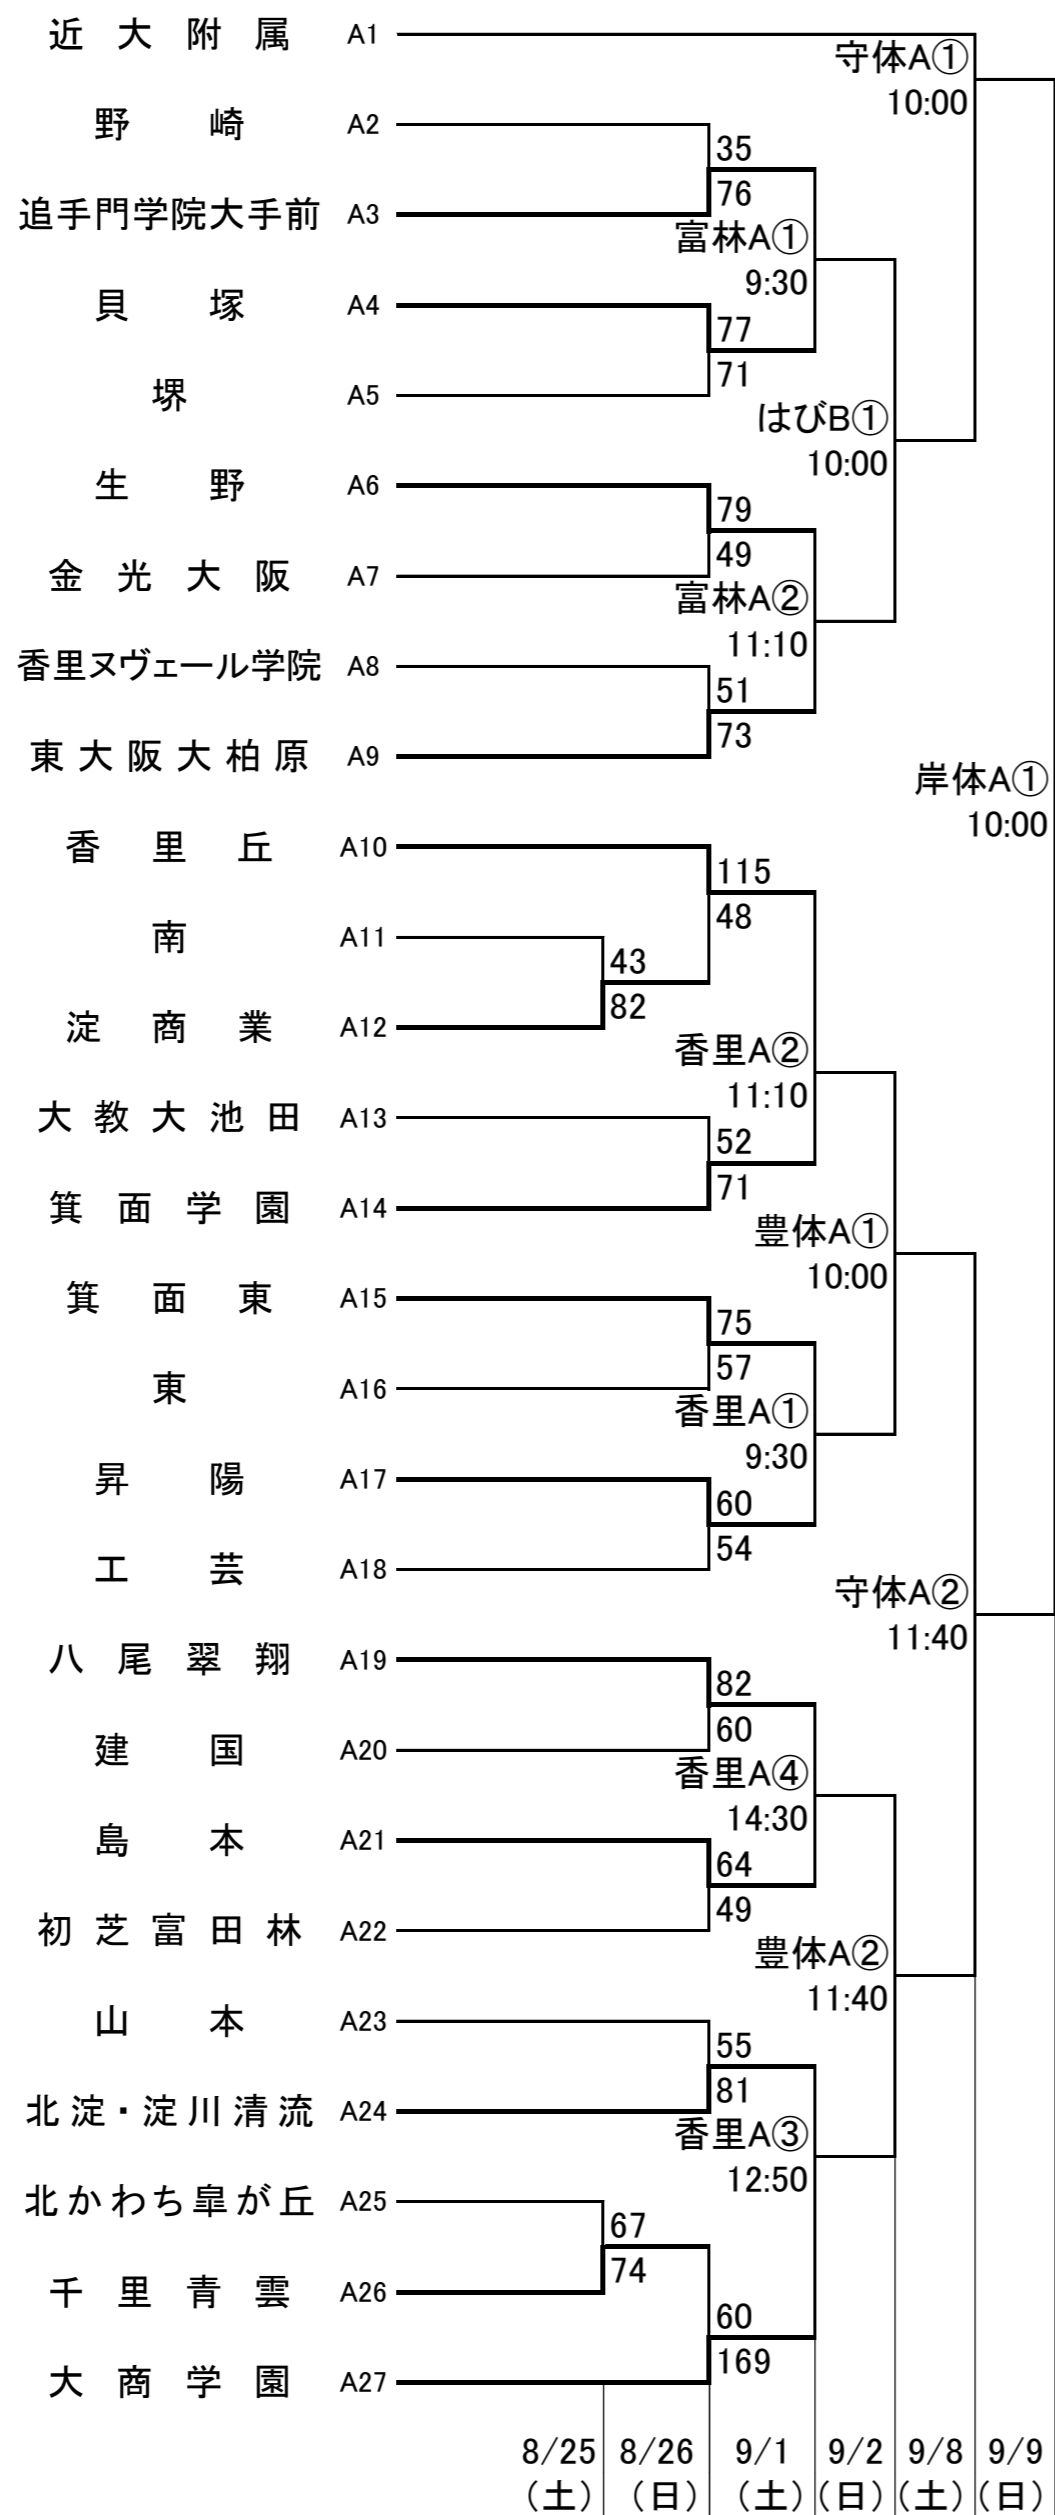 近大附属 A1
守体A①
10:00
野崎 A2
35
76
追手門学院大手前 A3
富林A①
9:30
貝塚 A4
77
71
堺 A5
はびB①
10:00
生野 A6
79
49
金光大阪 A7
富林A②
11:10
香里ヌヴェール学院 A8
51
73
東大阪大柏原 A9
岸体A①
10:00
香里丘 A10
115
48
南 A11
43
82
淀商業 A12
香里A②
11:10
大教大池田 A13
52
71
箕面学園 A14
豊体A①
10:00
箕面東 A15
75
57
東 A16
香里A①
9:30
昇陽 A17
60
54
工芸 A18
守体A②
11:40
八尾翠翔 A19
82
60
建国 A20
香里A④
14:30
島本 A21
64
49
初芝富田林 A22
豊体A②
11:40
山本 A23
55
81
北淀・淀川清流 A24
香里A③
12:50
北かわち皐が丘 A25
67
74
千里青雲 A26
60
169
大商学園 A27
8/25 8/26 9/1 9/2 9/8 9/9
（土） （日） （土） （日） （土） （日）